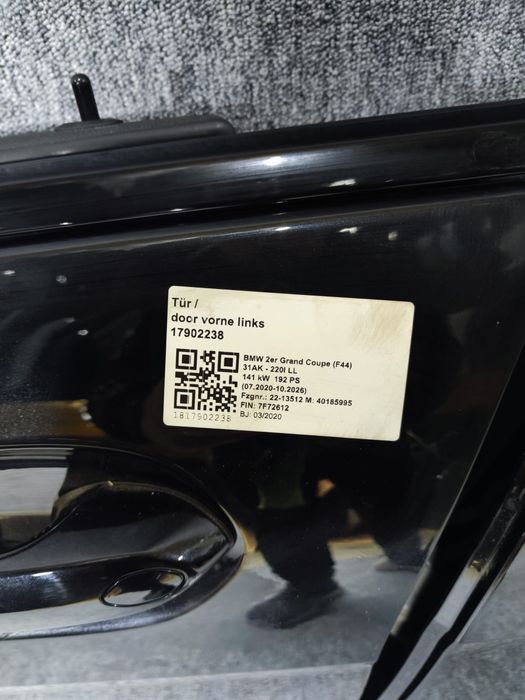 Tür /
door vorne links
17902238
BMW 2er Grand Coupe (F44)
31AK - 220I LL
141 kW 192 PS
(07.2020-10.2026)
Fzgnr.: 22-13512 M: 40185995
FIN: 7F72612
BJ: 03/2020
1817902238